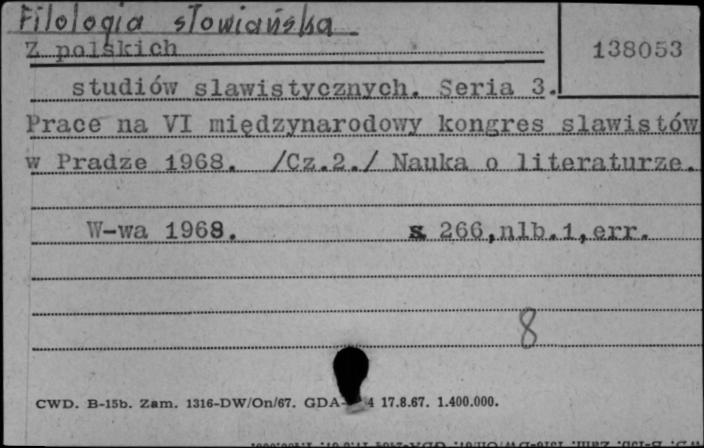 Filologia słowiańska
Z polskich
138053
studiów slawistycznych. Seria 3.
Prace na VI międzynarodowy kongres slawistów
w Pradze 1968. /Cz.2./ Nauka o literaturze.
W-wa 1968. s 266,nlb.1,err.
8
CWD. B-15b. Zam. 1316-DW/On/67. GDA- 4 17.8.67. 1.400.000.